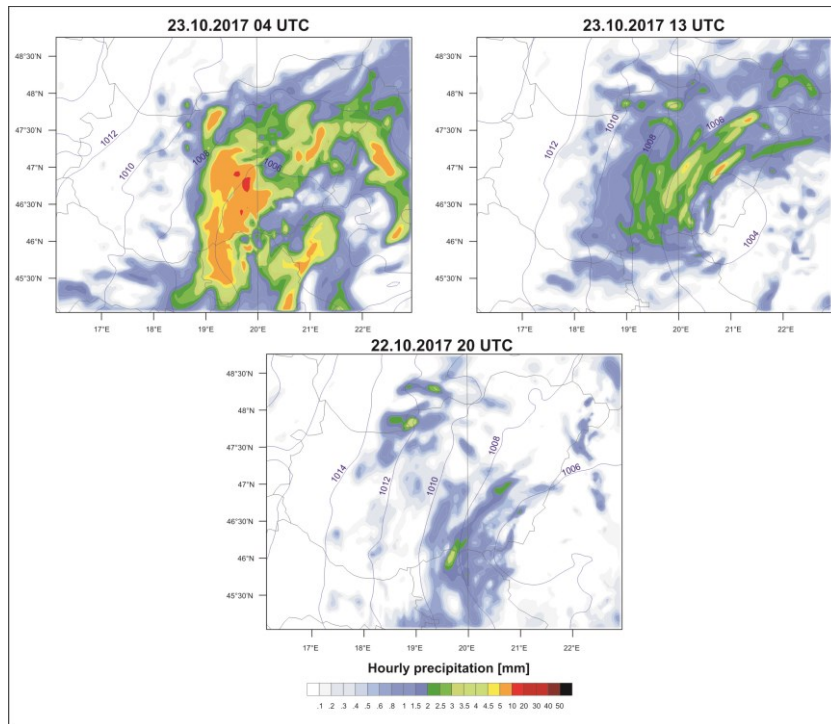 23.10.2017 04 UTC
48°30'N
48°N
47°30'N
47°N
46°30'N
46°N
45°30'N
1012
1010
1008
1008
17°E
18°E
19°E
20°E
21°E
22°E
23.10.2017 13 UTC
48°30'N
48°N
47°30'N
47°N
46°30'N
46°N
45°30'N
1012
1010
1008
1006
1004
17°E
18°E
19°E
20°E
21°E
22°E
22.10.2017 20 UTC
48°30'N
48°N
47°30'N
47°N
46°30'N
46°N
45°30'N
1014
1012
1010
1008
1006
17°E
18°E
19°E
20°E
21°E
22°E
Hourly precipitation [mm]
.1 .2 .3 .4 .5 .6 .8 1 1.5 2 2.5 3 3.5 4 4.5 5 10 20 30 40 50